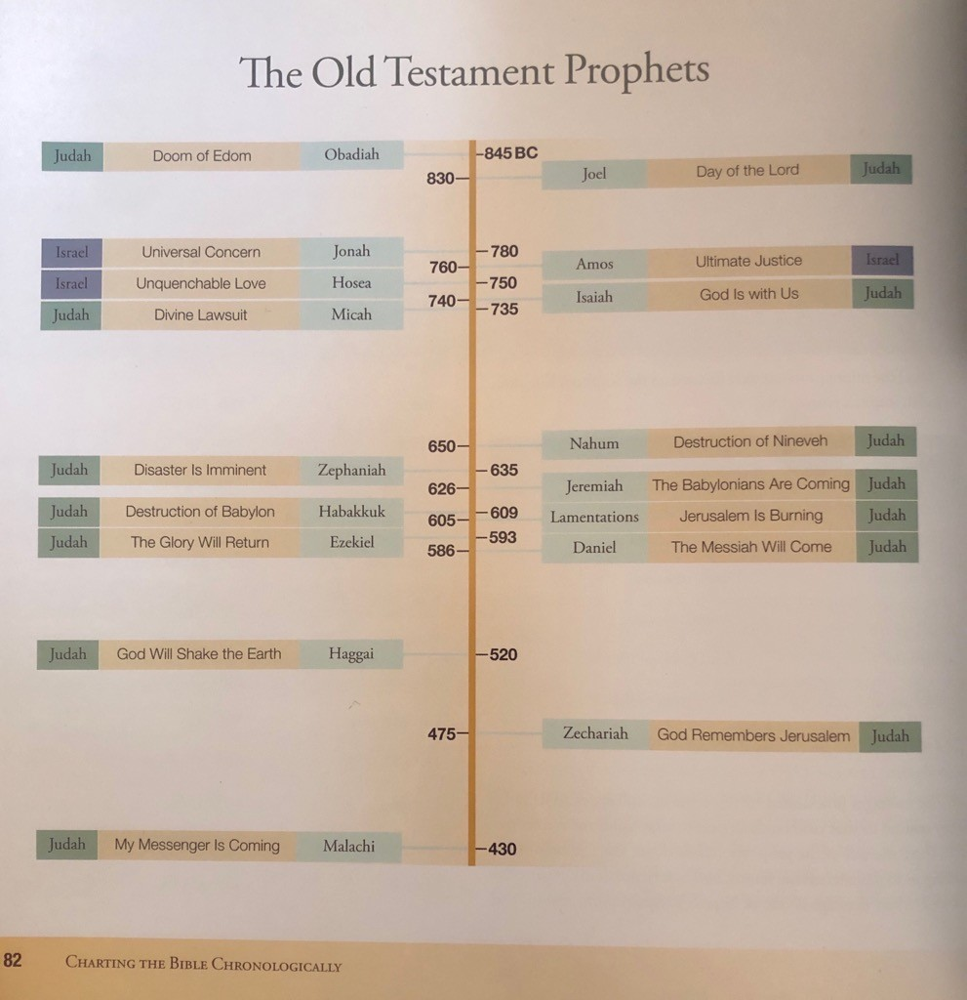 The Old Testament Prophets
Judah Doom of Edom Obadiah -845 BC
830- Joel Day of the Lord Judah
Israel Universal Concern Jonah -780
760- Amos Ultimate Justice Israel
Israel Unquenchable Love Hosea -750
740- Isaiah God Is with Us Judah
Judah Divine Lawsuit Micah -735
650- Nahum Destruction of Nineveh Judah
Judah Disaster Is Imminent Zephaniah -635
626- Jeremiah The Babylonians Are Coming Judah
Judah Destruction of Babylon Habakkuk -609
605- Lamentations Jerusalem Is Burning Judah
Judah The Glory Will Return Ezekiel -593
586- Daniel The Messiah Will Come Judah
Judah God Will Shake the Earth Haggai -520
475- Zechariah God Remembers Jerusalem Judah
Judah My Messenger Is Coming Malachi -430
82 Charting the Bible Chronologically